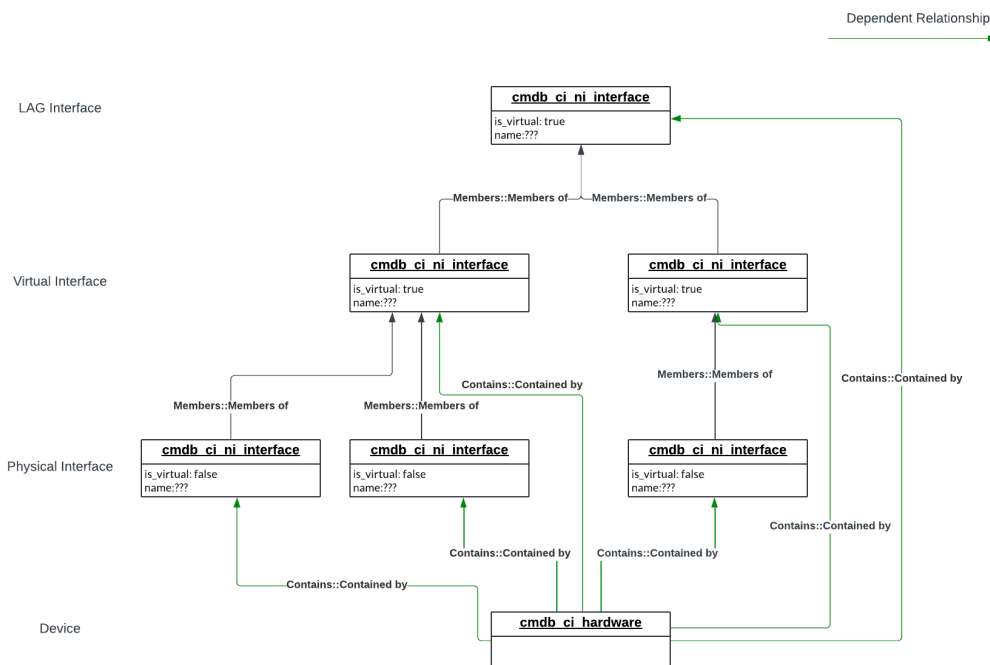 Dependent Relationship
LAG Interface
cmdb_ci_ni_interface
is_virtual: true
name:???
Members::Members of
Members::Members of
Virtual Interface
cmdb_ci_ni_interface
is_virtual: true
name:???
cmdb_ci_ni_interface
is_virtual: true
name:???
Contains::Contained by
Members::Members of
Contains::Contained by
Members::Members of
Members::Members of
Physical Interface
cmdb_ci_ni_interface
is_virtual: false
name:???
cmdb_ci_ni_interface
is_virtual: false
name:???
cmdb_ci_ni_interface
is_virtual: false
name:???
Contains::Contained by
Contains::Contained by
Contains::Contained by
Contains::Contained by
Device
cmdb_ci_hardware